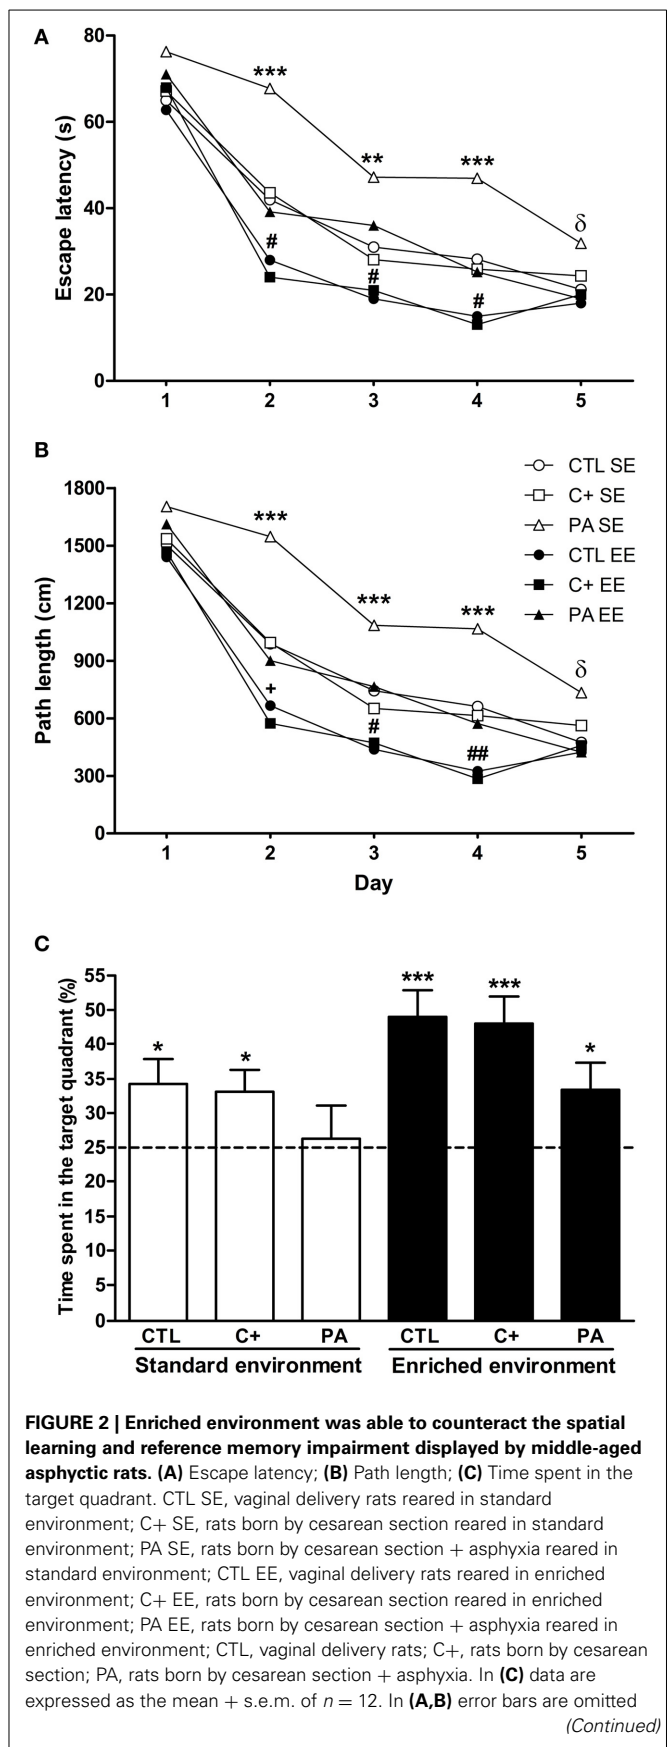 A
80
60
40
20
0
Escape latency (s)
***
**
***
δ
#
#
#
1 2 3 4 5
B
CTL SE
C+ SE
PA SE
CTL EE
C+ EE
PA EE
1800
1500
1200
900
600
300
0
Path length (cm)
***
***
***
δ
+
#
##
1 2 3 4 5
Day
C
55
50
45
40
35
30
25
20
15
10
5
0
Time spent in the target quadrant (%)
* * *** *** *
CTL C+ PA CTL C+ PA
Standard environment Enriched environment
FIGURE 2 | Enriched environment was able to counteract the spatial
learning and reference memory impairment displayed by middle-aged
asphyctic rats. (A) Escape latency; (B) Path length; (C) Time spent in the
target quadrant. CTL SE, vaginal delivery rats reared in standard
environment; C+ SE, rats born by cesarean section reared in standard
environment; PA SE, rats born by cesarean section + asphyxia reared in
standard environment; CTL EE, vaginal delivery rats reared in enriched
environment; C+ EE, rats born by cesarean section reared in enriched
environment; PA EE, rats born by cesarean section + asphyxia reared in
enriched environment; CTL, vaginal delivery rats; C+, rats born by cesarean
section; PA, rats born by cesarean section + asphyxia. In (C) data are
expressed as the mean + s.e.m. of n = 12. In (A,B) error bars are omitted
(Continued)